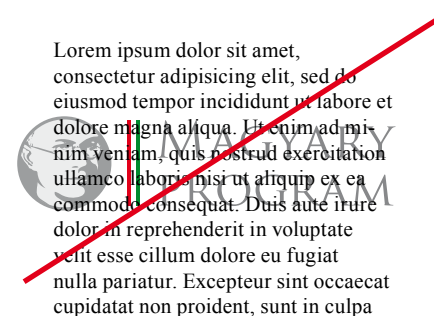 Lorem ipsum dolor sit amet,
consectetur adipisicing elit, sed do
eiusmod tempor incididunt ut labore et
dolore magna aliqua. Ut enim ad mi-
nim veniam, quis nostrud exercitation
ullamco laboris nisi ut aliquip ex ea
commodo consequat. Duis aute irure
dolor in reprehenderit in voluptate
velit esse cillum dolore eu fugiat
nulla pariatur. Excepteur sint occaecat
cupidatat non proident, sunt in culpa
MAGYARY
PROGRAM